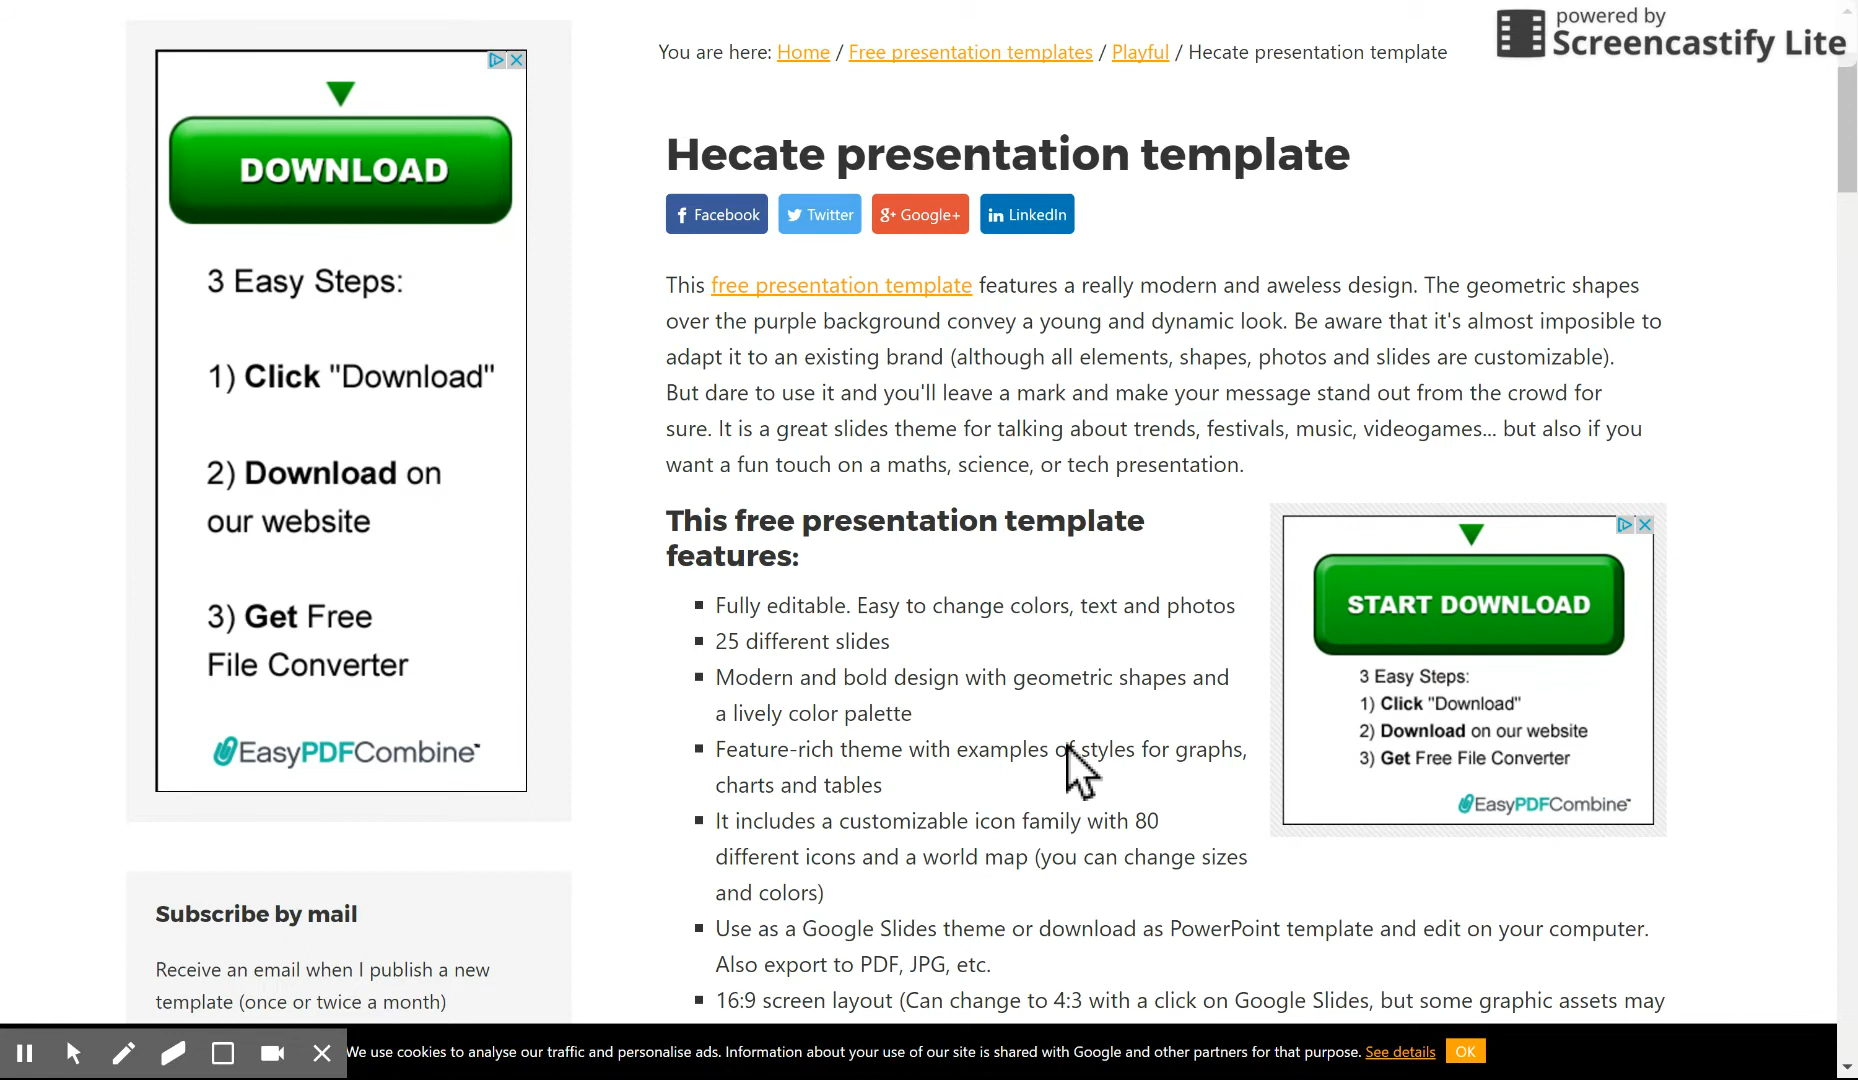 powered by
Screencastify Lite
You are here: Home / Free presentation templates / Playful / Hecate presentation template
DOWNLOAD
3 Easy Steps:
1) Click "Download"
2) Download on
our website
3) Get Free
File Converter
EasyPDFCombine™
Subscribe by mail
Receive an email when I publish a new
template (once or twice a month)
Hecate presentation template
Facebook Twitter Google+ LinkedIn
This free presentation template features a really modern and aweless design. The geometric shapes
over the purple background convey a young and dynamic look. Be aware that it's almost imposible to
adapt it to an existing brand (although all elements, shapes, photos and slides are customizable).
But dare to use it and you'll leave a mark and make your message stand out from the crowd for
sure. It is a great slides theme for talking about trends, festivals, music, videogames... but also if you
want a fun touch on a maths, science, or tech presentation.
This free presentation template
features:
Fully editable. Easy to change colors, text and photos
25 different slides
Modern and bold design with geometric shapes and
a lively color palette
Feature-rich theme with examples of styles for graphs,
charts and tables
It includes a customizable icon family with 80
different icons and a world map (you can change sizes
and colors)
Use as a Google Slides theme or download as PowerPoint template and edit on your computer.
Also export to PDF, JPG, etc.
16:9 screen layout (Can change to 4:3 with a click on Google Slides, but some graphic assets may
START DOWNLOAD
3 Easy Steps:
1) Click "Download"
2) Download on our website
3) Get Free File Converter
EasyPDFCombine™
We use cookies to analyse our traffic and personalise ads. Information about your use of our site is shared with Google and other partners for that purpose. See details OK